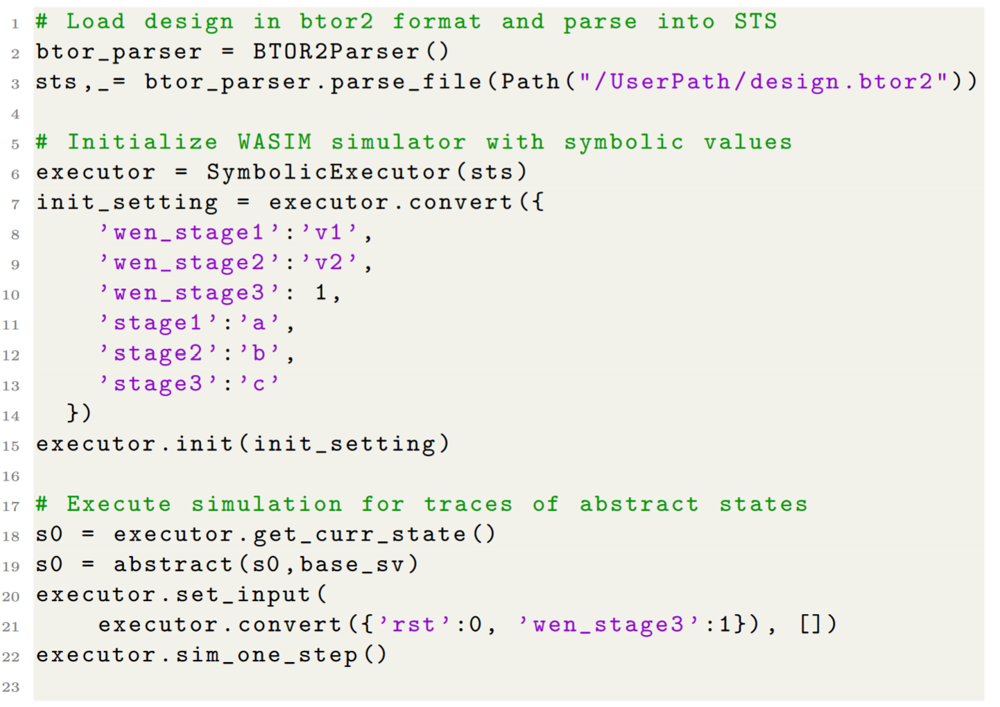 1 # Load design in btor2 format and parse into STS
2 btor_parser = BTOR2Parser()
3 sts,_= btor_parser.parse_file(Path("/UserPath/design.btor2"))
4
5 # Initialize WASIM simulator with symbolic values
6 executor = SymbolicExecutor(sts)
7 init_setting = executor.convert({
8     ’wen_stage1’:’v1’,
9     ’wen_stage2’:’v2’,
10     ’wen_stage3’: 1,
11     ’stage1’:’a’,
12     ’stage2’:’b’,
13     ’stage3’:’c’
14   })
15 executor.init(init_setting)
16
17 # Execute simulation for traces of abstract states
18 s0 = executor.get_curr_state()
19 s0 = abstract(s0,base_sv)
20 executor.set_input(
21     executor.convert({’rst’:0, ’wen_stage3’:1}), [])
22 executor.sim_one_step()
23